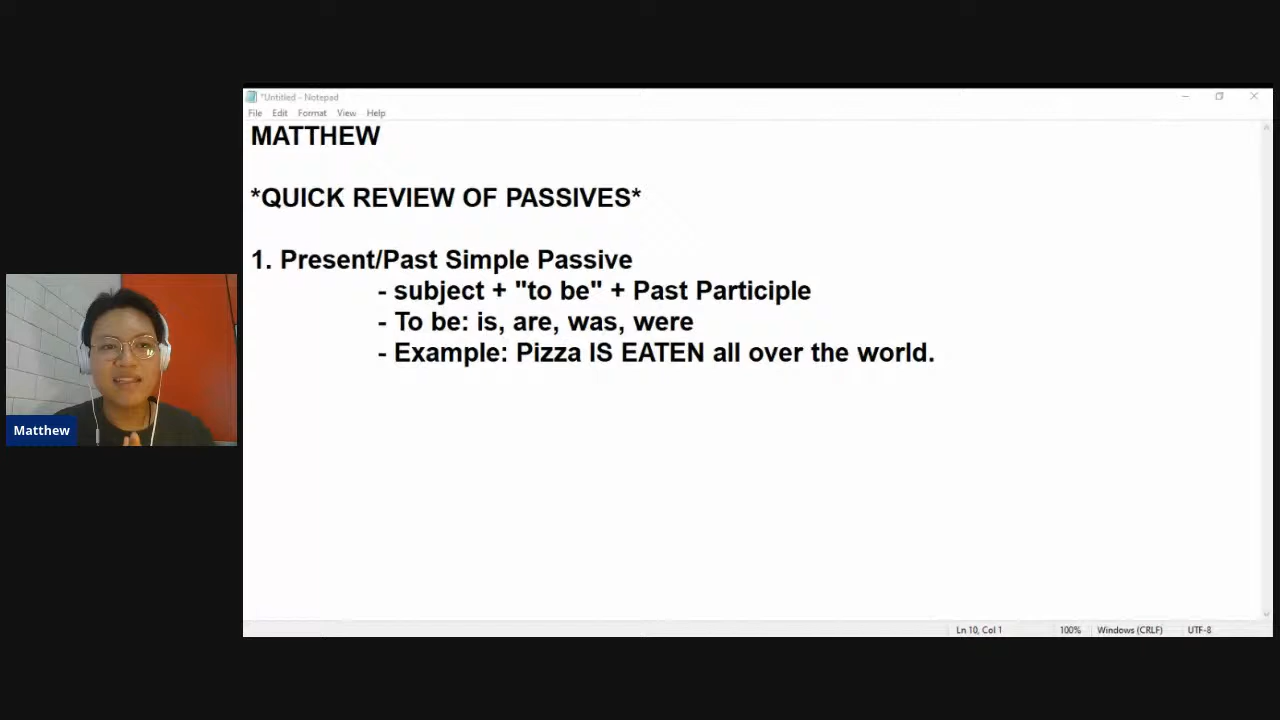 *Untitled - Notepad
File Edit Format View Help
MATTHEW
*QUICK REVIEW OF PASSIVES*
1. Present/Past Simple Passive
- subject + "to be" + Past Participle
- To be: is, are, was, were
- Example: Pizza IS EATEN all over the world.
Matthew
Ln 10, Col 1 100% Windows (CRLF) UTF-8